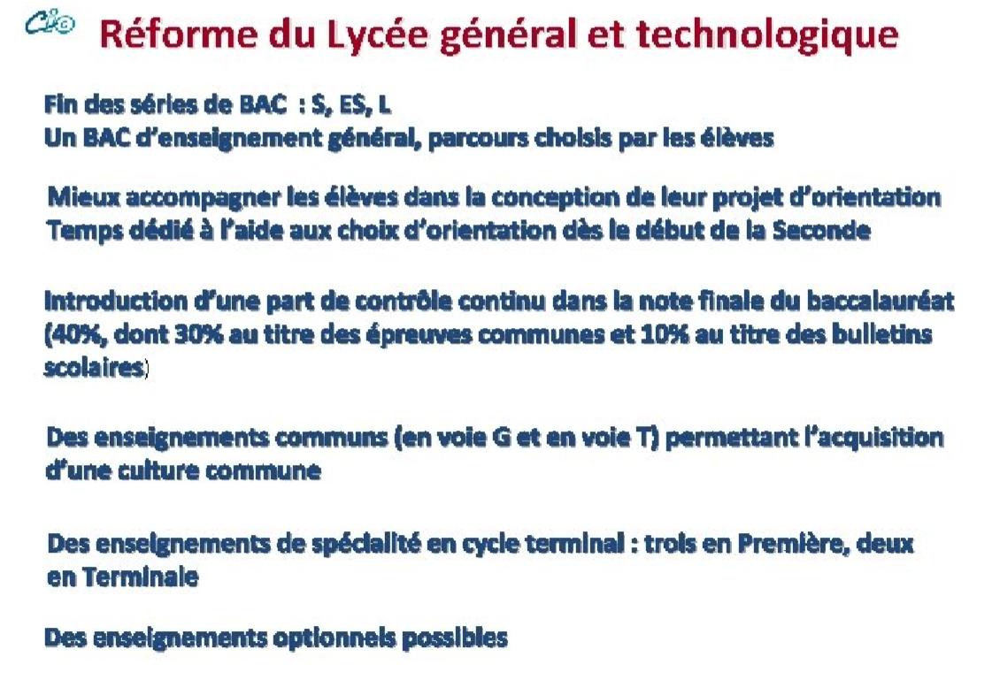 Cio
Réforme du Lycée général et technologique
Fin des séries de BAC : S, ES, L
Un BAC d'enseignement général, parcours choisis par les élèves
Mieux accompagner les élèves dans la conception de leur projet d'orientation
Temps dédié à l'aide aux choix d'orientation dès le début de la Seconde
Introduction d'une part de contrôle continu dans la note finale du baccalauréat
(40%, dont 30% au titre des épreuves communes et 10% au titre des bulletins
scolaires)
Des enseignements communs (en voie G et en voie T) permettant l'acquisition
d'une culture commune
Des enseignements de spécialité en cycle terminal : trois en Première, deux
en Terminale
Des enseignements optionnels possibles